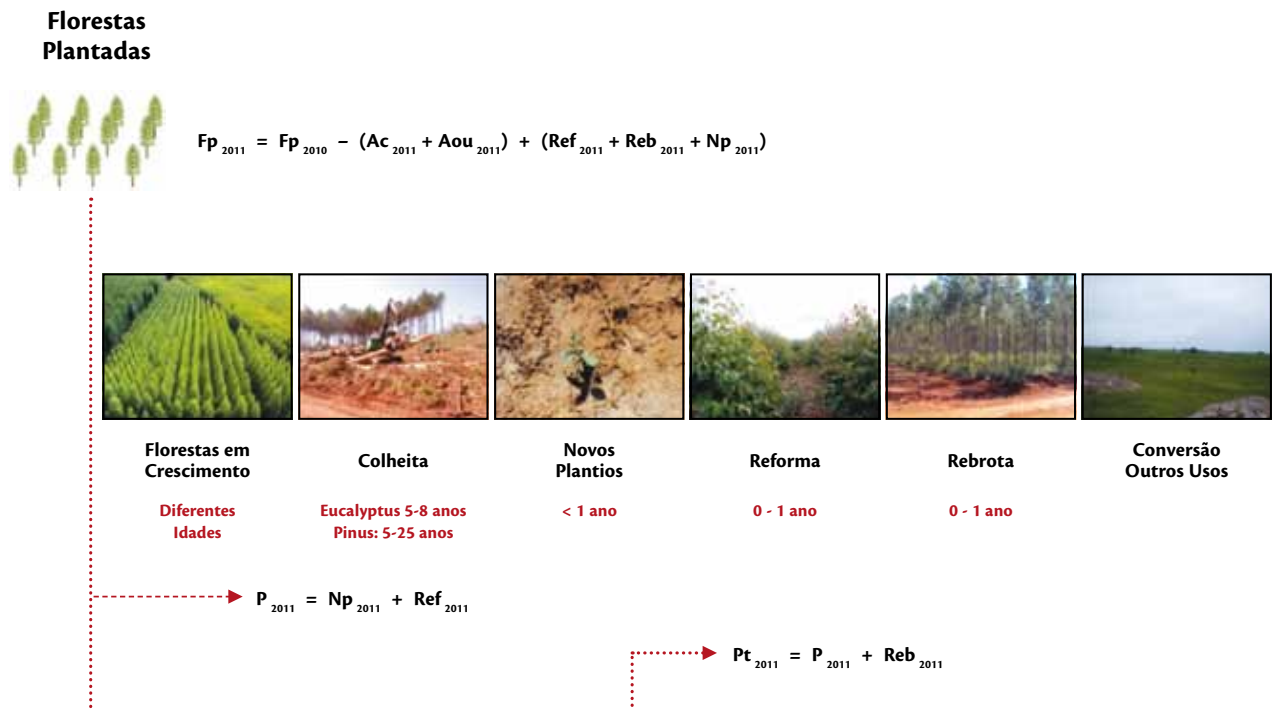 Florestas
Plantadas
Fp 2011 = Fp 2010 – (Ac 2011 + Aou 2011) + (Ref 2011 + Reb 2011 + Np 2011)
Florestas em
Crescimento
Diferentes
Idades
Colheita
Eucalyptus 5-8 anos
Pinus: 5-25 anos
Novos
Plantios
< 1 ano
Reforma
0 - 1 ano
Rebrota
0 - 1 ano
Conversão
Outros Usos
P 2011 = Np 2011 + Ref 2011
Pt 2011 = P 2011 + Reb 2011